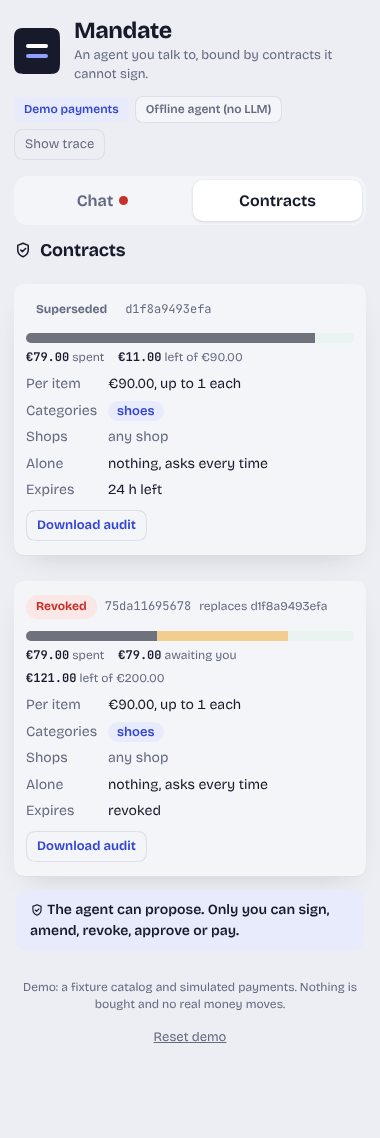 Mandate
An agent you talk to, bound by contracts it
cannot sign.
Demo payments
Offline agent (no LLM)
Show trace
Chat
Contracts
Contracts
Superseded d1f8a9493efa
€79.00 spent €11.00 left of €90.00
Per item €90.00, up to 1 each
Categories shoes
Shops any shop
Alone nothing, asks every time
Expires 24 h left
Download audit
Revoked 75da11695678 replaces d1f8a9493efa
€79.00 spent €79.00 awaiting you
€121.00 left of €200.00
Per item €90.00, up to 1 each
Categories shoes
Shops any shop
Alone nothing, asks every time
Expires revoked
Download audit
The agent can propose. Only you can sign,
amend, revoke, approve or pay.
Demo: a fixture catalog and simulated payments. Nothing is
bought and no real money moves.
Reset demo